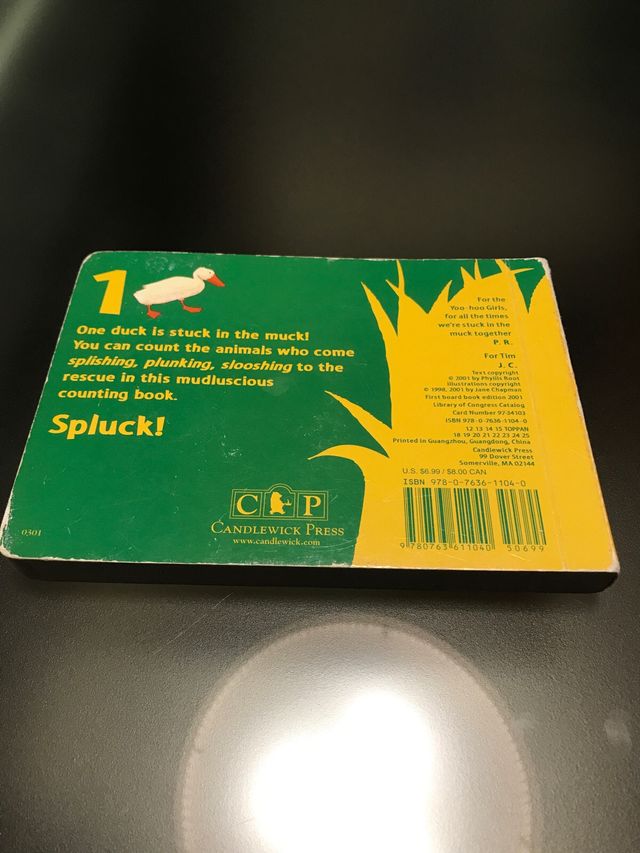 1
One duck is stuck in the muck!
You can count the animals who come
splishing, plunking, slooshing to the
rescue in this mudluscious
counting book.
Spluck!
0301
C P
CANDLEWICK PRESS
www.candlewick.com
For the
Yoo-hoo Girls,
for all the times
we're stuck in the
muck together
P. R.
For Tim
J. C.
Text copyright
© 2001 by Phyllis Root
Illustrations copyright
© 1998, 2001 by Jane Chapman
First board book edition 2001
Library of Congress Catalog
Card Number 97-34103
ISBN 978-0-7636-1104-0
12 13 14 15 TOPPAN
18 19 20 21 22 23 24 25
Printed in Guangzhou, Guangdong, China
Candlewick Press
99 Dover Street
Somerville, MA 02144
U.S. $6.99 / $8.00 CAN
ISBN 978-0-7636-1104-0
9 780763 611040 50699